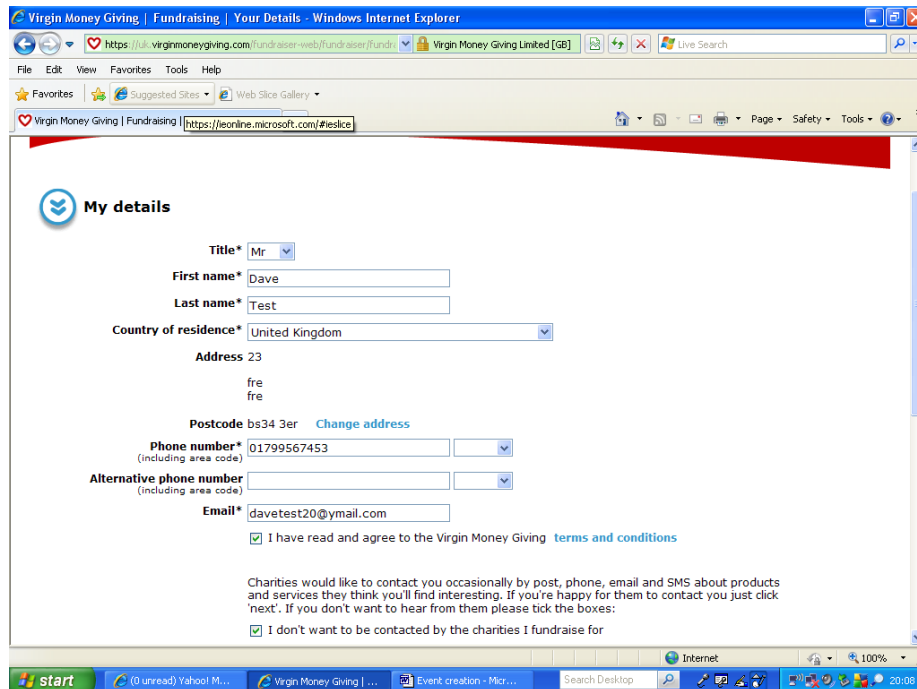 Virgin Money Giving | Fundraising | Your Details - Windows Internet Explorer
https://uk.virginmoneygiving.com/fundraiser-web/fundraiser/fundr Virgin Money Giving Limited [GB] Live Search
File Edit View Favorites Tools Help
Favorites Suggested Sites Web Slice Gallery
Virgin Money Giving | Fundraising | https://ieonline.microsoft.com/#ieslice Page Safety Tools
My details
Title* Mr
First name* Dave
Last name* Test
Country of residence* United Kingdom
Address 23
fre
fre
Postcode bs34 3er Change address
Phone number* 01799567453
(including area code)
Alternative phone number
(including area code)
Email* davetest20@ymail.com
I have read and agree to the Virgin Money Giving terms and conditions
Charities would like to contact you occasionally by post, phone, email and SMS about products
and services they think you'll find interesting. If you're happy for them to contact you just click
'next'. If you don't want to hear from them please tick the boxes:
I don't want to be contacted by the charities I fundraise for
Internet 100%
start (0 unread) Yahoo! M... Virgin Money Giving | ... Event creation - Micr... Search Desktop 20:08